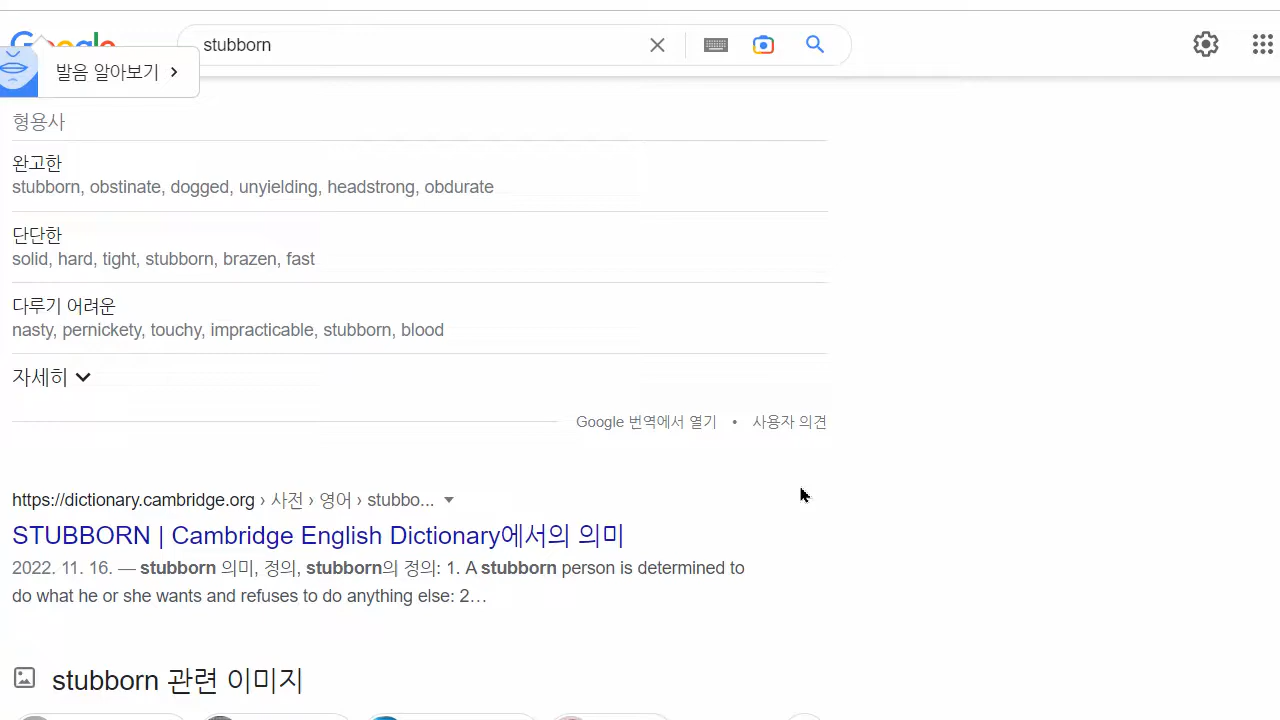 Google
stubborn
발음 알아보기
형용사
완고한
stubborn, obstinate, dogged, unyielding, headstrong, obdurate
단단한
solid, hard, tight, stubborn, brazen, fast
다루기 어려운
nasty, pernickety, touchy, impracticable, stubborn, blood
자세히
Google 번역에서 열기 • 사용자 의견
https://dictionary.cambridge.org › 사전 › 영어 › stubbo...
STUBBORN | Cambridge English Dictionary에서의 의미
2022. 11. 16. — stubborn 의미, 정의, stubborn의 정의: 1. A stubborn person is determined to
do what he or she wants and refuses to do anything else: 2…
stubborn 관련 이미지